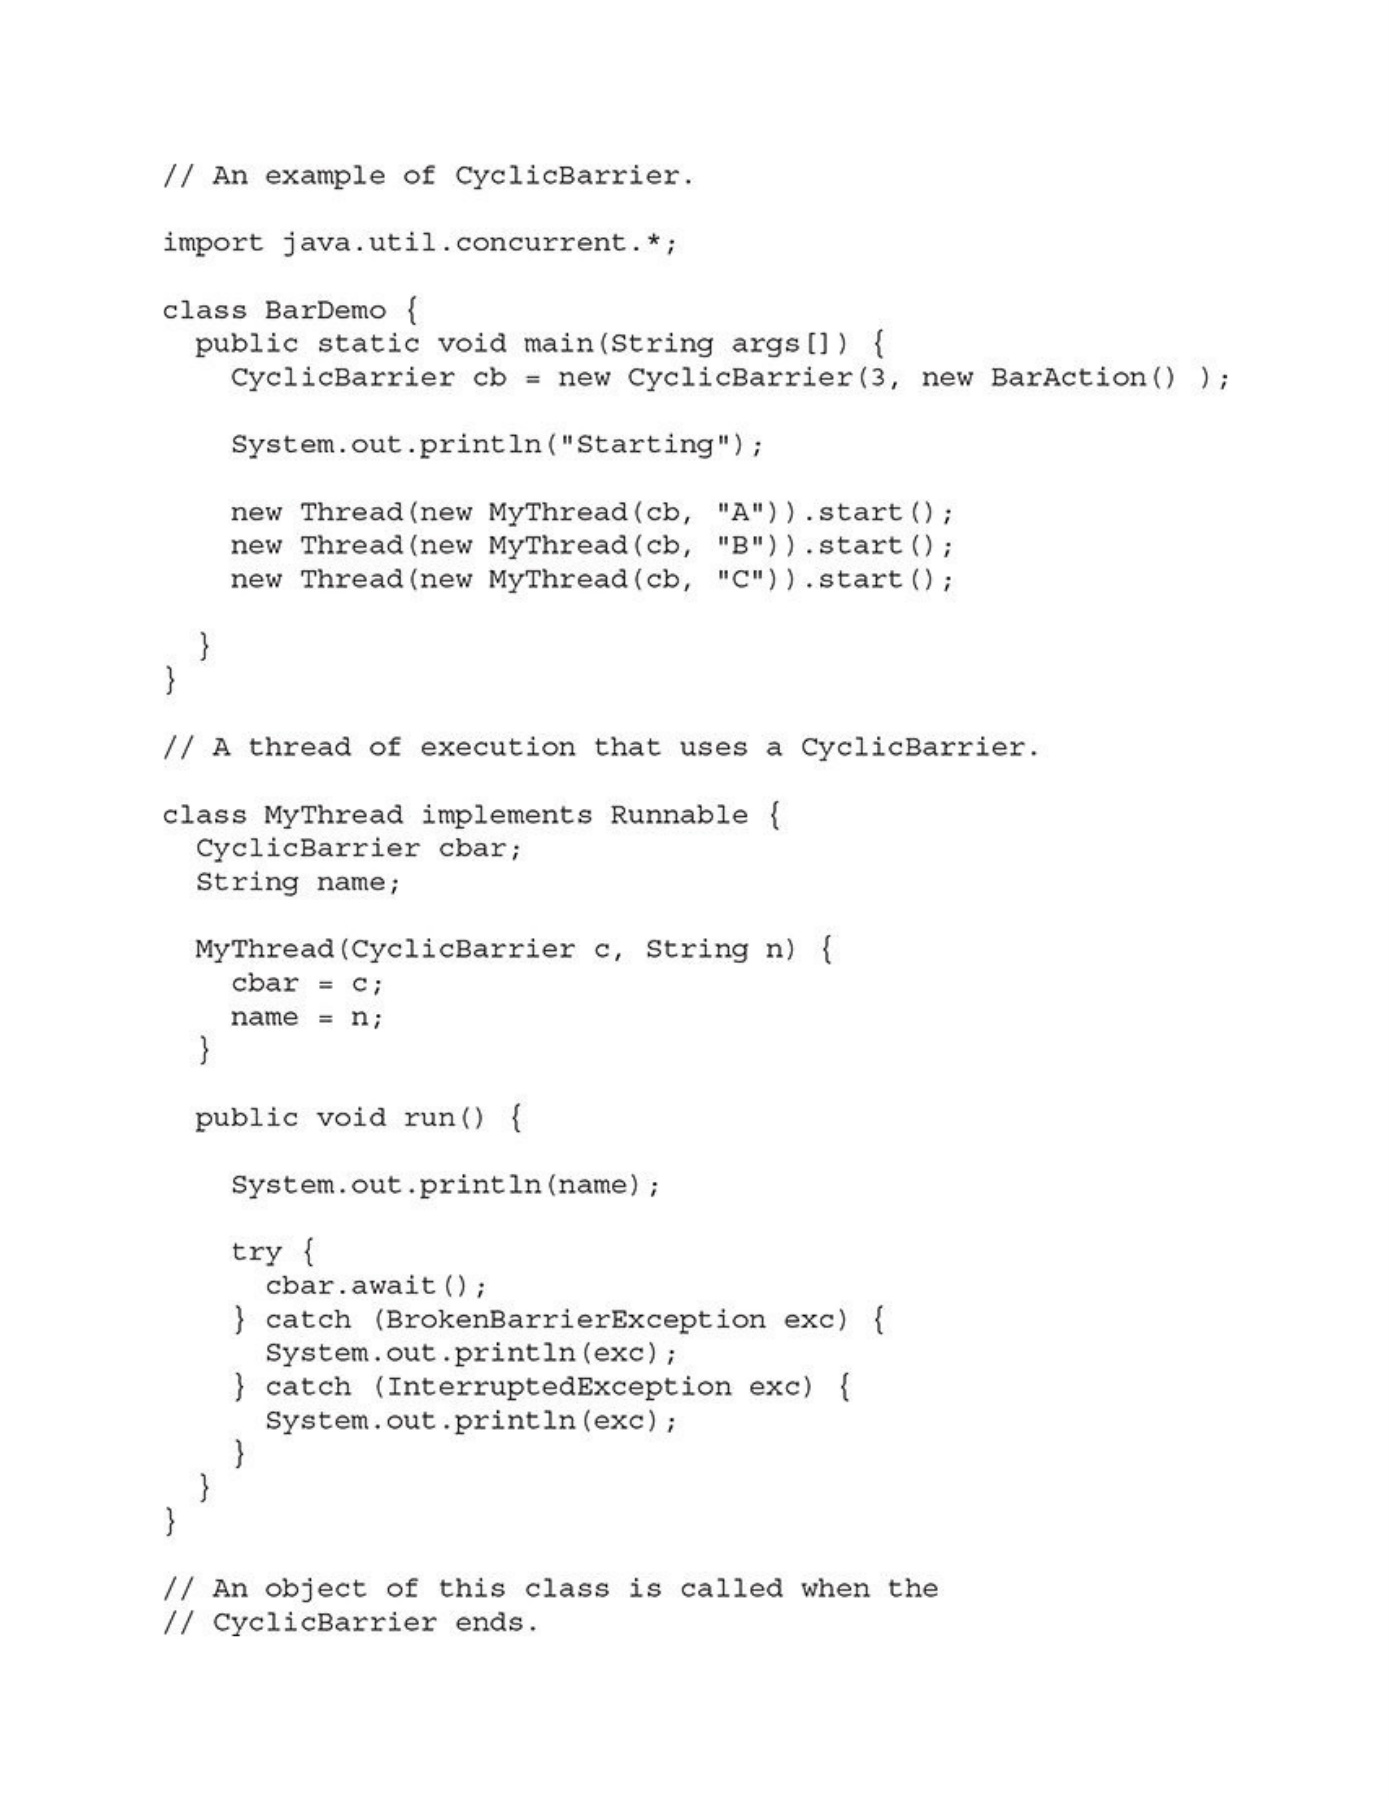 // An example of CyclicBarrier.
import java.util.concurrent.*;
class BarDemo {
  public static void main(String args[]) {
    CyclicBarrier cb = new CyclicBarrier(3, new BarAction() );
    System.out.println("Starting");
    new Thread(new MyThread(cb, "A")).start();
    new Thread(new MyThread(cb, "B")).start();
    new Thread(new MyThread(cb, "C")).start();
  }
}
// A thread of execution that uses a CyclicBarrier.
class MyThread implements Runnable {
  CyclicBarrier cbar;
  String name;
  MyThread(CyclicBarrier c, String n) {
    cbar = c;
    name = n;
  }
  public void run() {
    System.out.println(name);
    try {
      cbar.await();
    } catch (BrokenBarrierException exc) {
      System.out.println(exc);
    } catch (InterruptedException exc) {
      System.out.println(exc);
    }
  }
}
// An object of this class is called when the
// CyclicBarrier ends.